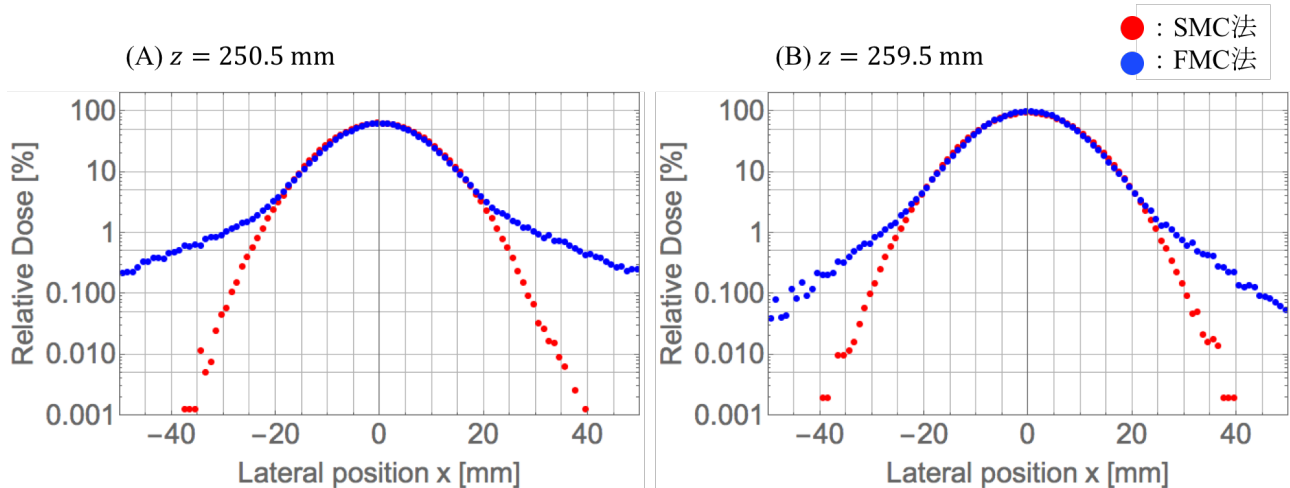 : SMC法
: FMC法
(A) z = 250.5 mm
(B) z = 259.5 mm
Relative Dose [%]
100
10
1
0.100
0.010
0.001
−40 −20 0 20 40
Lateral position x [mm]
Relative Dose [%]
100
10
1
0.100
0.010
0.001
−40 −20 0 20 40
Lateral position x [mm]